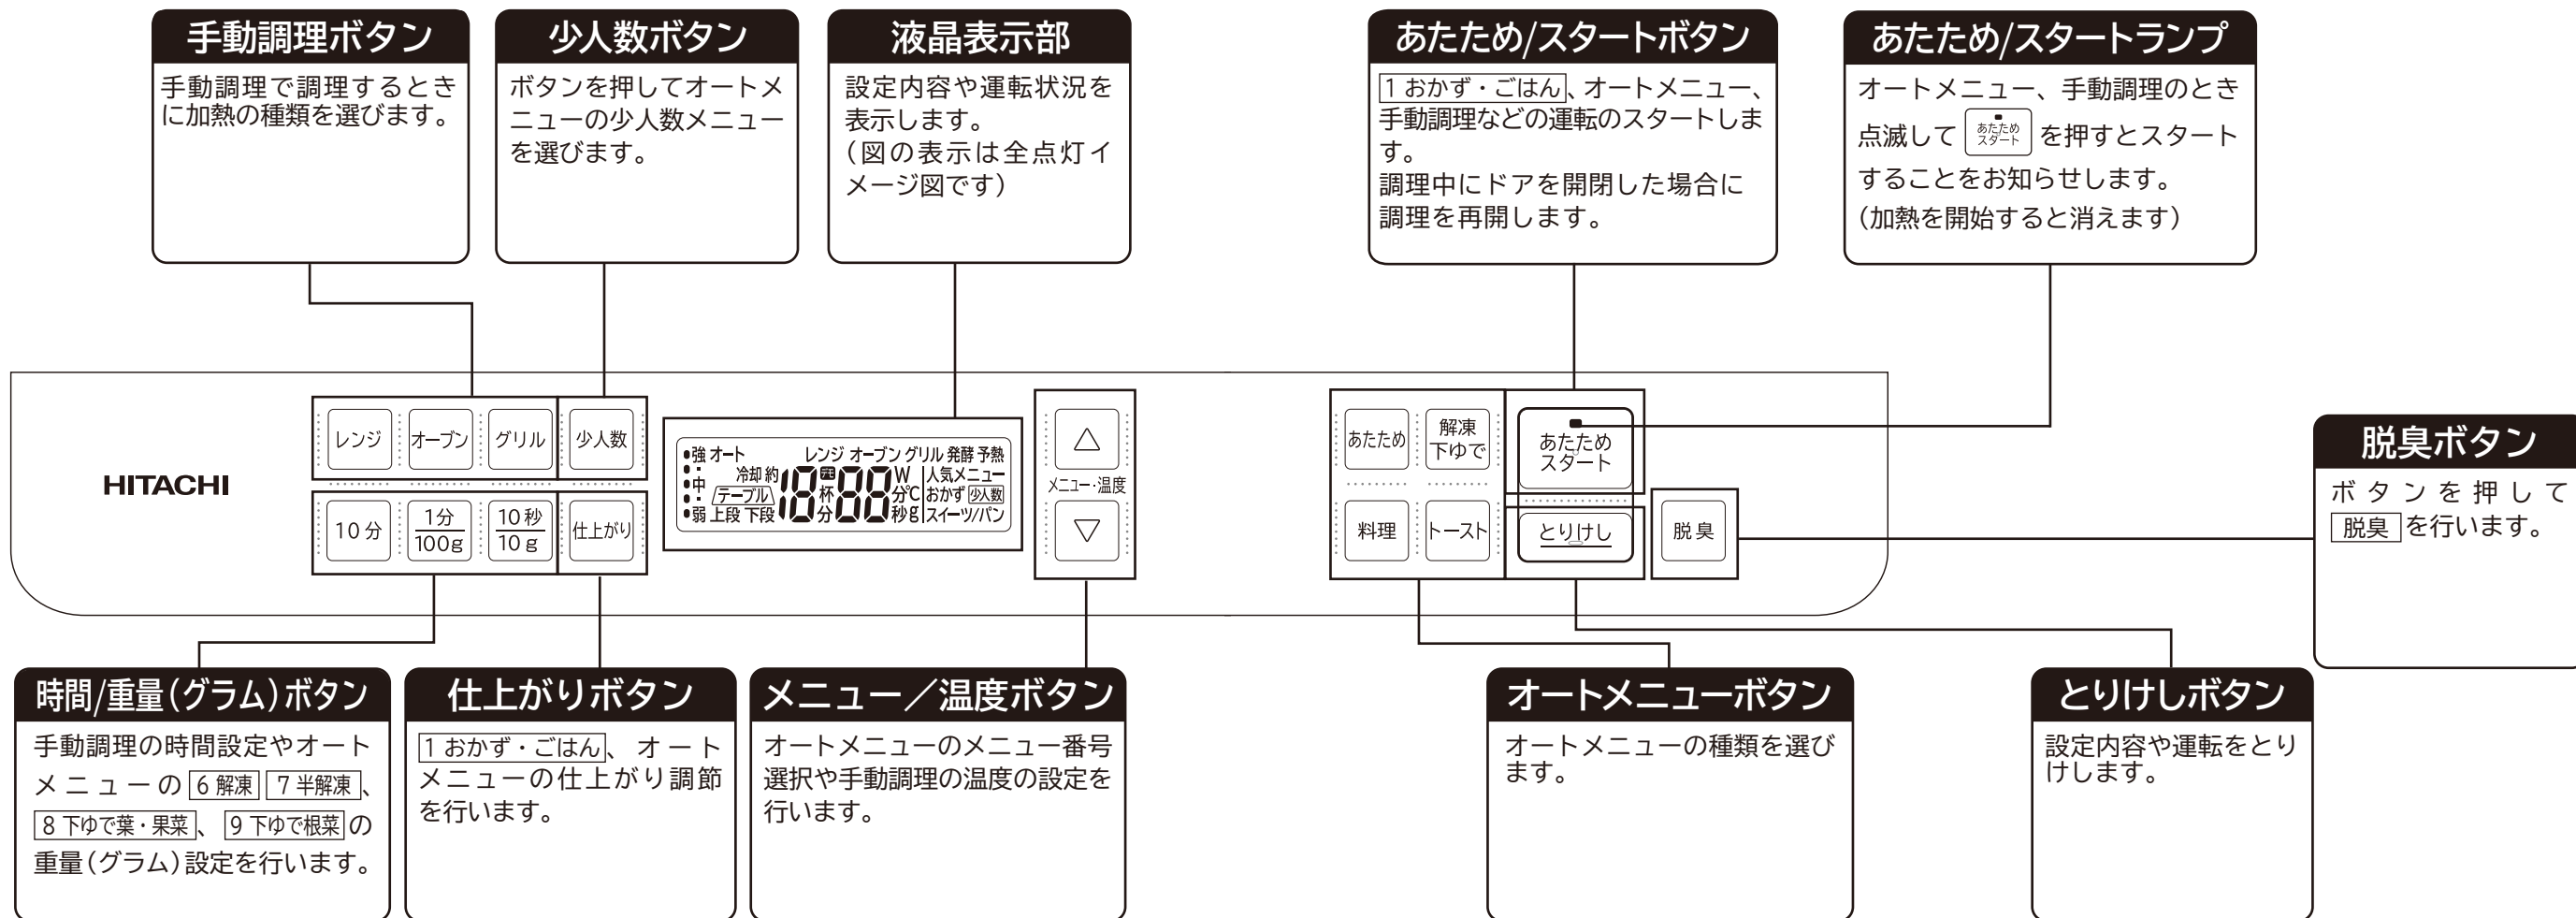 手動調理ボタン
手動調理で調理するとき
に加熱の種類を選びます。
少人数ボタン
ボタンを押してオートメ
ニューの少人数メニュー
を選びます。
液晶表示部
設定内容や運転状況を
表示します。
(図の表示は全点灯イ
メージ図です)
あたため/スタートボタン
1 おかず・ごはん、オートメニュー、
手動調理などの運転のスタートしま
す。
調理中にドアを開閉した場合に
調理を再開します。
あたため/スタートランプ
オートメニュー、手動調理のとき
点滅して あたため スタート を押すとスタート
することをお知らせします。
(加熱を開始すると消えます)
HITACHI
レンジ
オーブン
グリル
少人数
10分
1分
100g
10秒
10g
仕上がり
強 オート レンジ オーブン グリル 発酵 予熱
冷却 約 18 デモ 88 W 人気メニュー
中 テーブル 杯 分 ℃ おかず 少人数
弱 上段 下段 分 秒 g スイーツ/パン
△
メニュー・温度
▽
あたため
解凍
下ゆで
あたため
スタート
料理
トースト
とりけし
脱臭
脱臭ボタン
ボタンを押して
脱臭 を行います。
時間/重量(グラム)ボタン
手動調理の時間設定やオート
メニューの 6 解凍 7 半解凍、
8 下ゆで葉・果菜、 9 下ゆで根菜 の
重量(グラム)設定を行います。
仕上がりボタン
1 おかず・ごはん、オート
メニューの仕上がり調節
を行います。
メニュー/温度ボタン
オートメニューのメニュー番号
選択や手動調理の温度の設定を
行います。
オートメニューボタン
オートメニューの種類を選び
ます。
とりけしボタン
設定内容や運転をとり
けします。